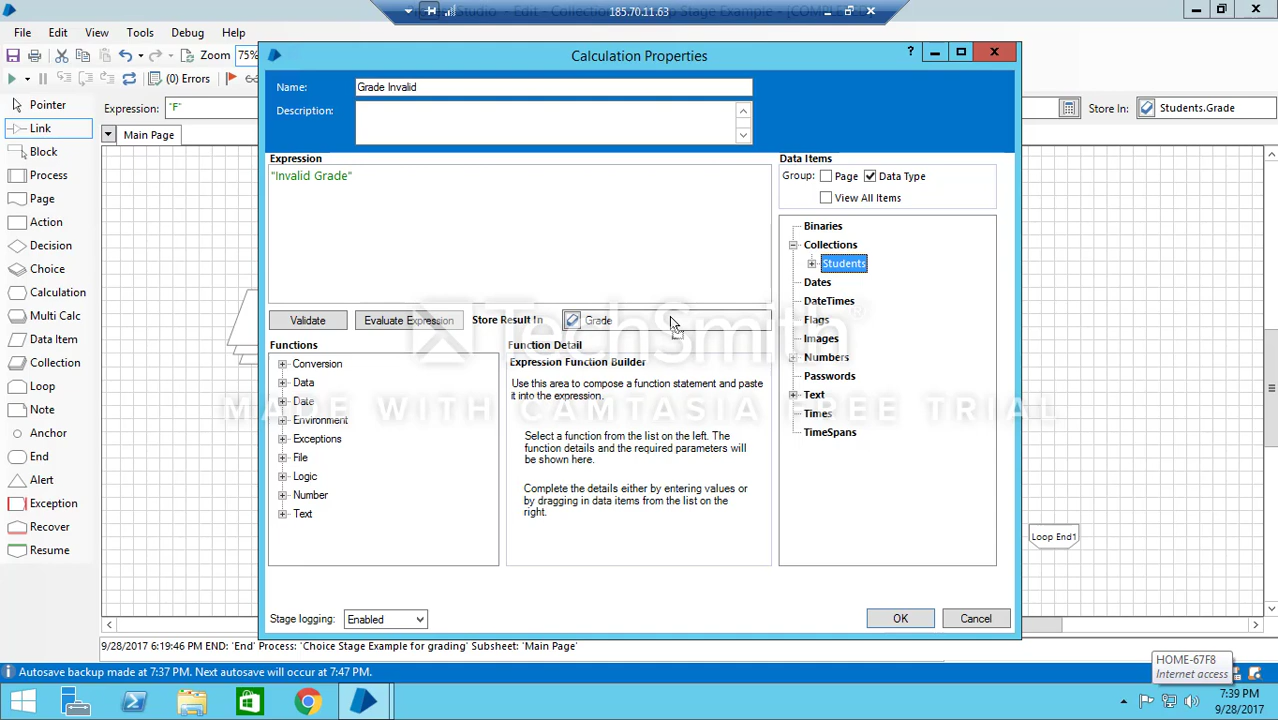 Studio - Edit - Collection Stage Example - [COMPLE
185.70.11.63
File Edit View Tools Debug Help
Zoom 75%
(0) Errors
Calculation Properties
?
Name: Grade Invalid
Description:
Expression: "F"
Store In: Students.Grade
Main Page
Pointer
Link
Block
Process
Page
Action
Decision
Choice
Calculation
Multi Calc
Data Item
Collection
Loop
Note
Anchor
End
Alert
Exception
Recover
Resume
Expression
"Invalid Grade"
Validate Evaluate Expression Store Result In Grade
Functions
Conversion
Data
Date
Environment
Exceptions
File
Logic
Number
Text
Function Detail
Expression Function Builder
Use this area to compose a function statement and paste
it into the expression.
Select a function from the list on the left. The
function details and the required parameters will
be shown here.
Complete the details either by entering values or
by dragging in data items from the list on the
right.
Data Items
Group: Page Data Type
View All Items
Binaries
Collections
Students
Dates
DateTimes
Flags
Images
Numbers
Passwords
Text
Times
TimeSpans
TechSmith
MADE WITH CAMTASIA FREE TRIAL
Loop End1
Stage logging: Enabled
OK Cancel
9/28/2017 6:19:46 PM END: 'End' Process: 'Choice Stage Example for grading' Subsheet: 'Main Page'
Autosave backup made at 7:37 PM. Next autosave will occur at 7:47 PM.
HOME-67F8
Internet access
7:39 PM
9/28/2017